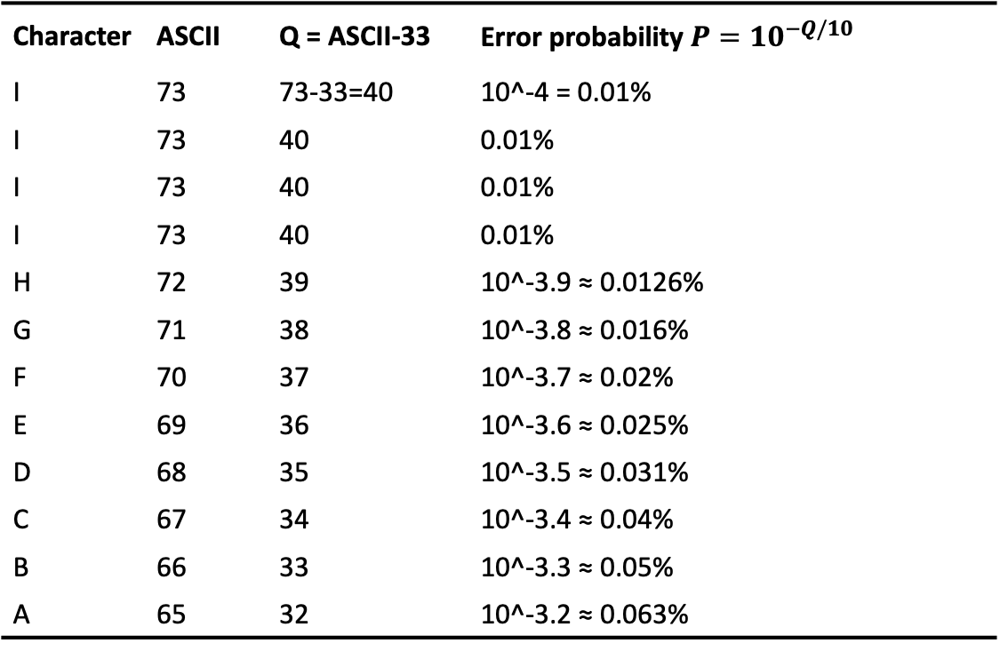 Character ASCII Q = ASCII-33 Error probability P = 10^{-Q/10}
I 73 73-33=40 10^-4 = 0.01%
I 73 40 0.01%
I 73 40 0.01%
I 73 40 0.01%
H 72 39 10^-3.9 ≈ 0.0126%
G 71 38 10^-3.8 ≈ 0.016%
F 70 37 10^-3.7 ≈ 0.02%
E 69 36 10^-3.6 ≈ 0.025%
D 68 35 10^-3.5 ≈ 0.031%
C 67 34 10^-3.4 ≈ 0.04%
B 66 33 10^-3.3 ≈ 0.05%
A 65 32 10^-3.2 ≈ 0.063%